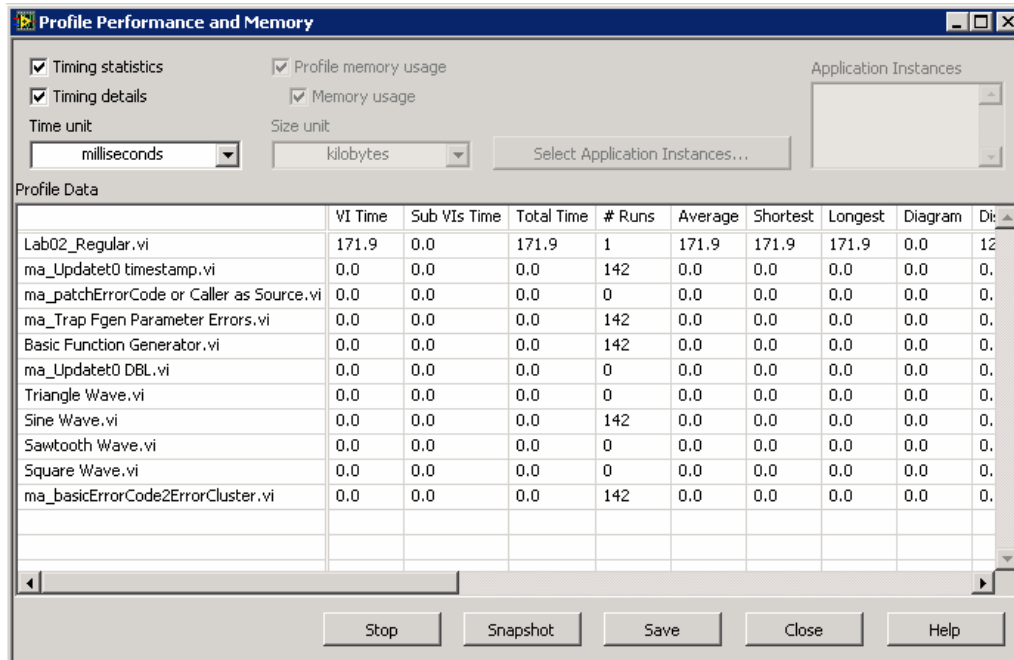 Profile Performance and Memory
Timing statistics
Profile memory usage
Application Instances
Timing details
Memory usage
Time unit
Size unit
milliseconds
kilobytes
Select Application Instances...
Profile Data
VI Time Sub VIs Time Total Time # Runs Average Shortest Longest Diagram
Lab02_Regular.vi 171.9 0.0 171.9 1 171.9 171.9 171.9 0.0 12
ma_Updatet0 timestamp.vi 0.0 0.0 0.0 142 0.0 0.0 0.0 0.0 0.
ma_patchErrorCode or Caller as Source.vi 0.0 0.0 0.0 0 0.0 0.0 0.0 0.0 0.
ma_Trap Fgen Parameter Errors.vi 0.0 0.0 0.0 142 0.0 0.0 0.0 0.0 0.
Basic Function Generator.vi 0.0 0.0 0.0 142 0.0 0.0 0.0 0.0 0.
ma_Updatet0 DBL.vi 0.0 0.0 0.0 0 0.0 0.0 0.0 0.0 0.
Triangle Wave.vi 0.0 0.0 0.0 0 0.0 0.0 0.0 0.0 0.
Sine Wave.vi 0.0 0.0 0.0 142 0.0 0.0 0.0 0.0 0.
Sawtooth Wave.vi 0.0 0.0 0.0 0 0.0 0.0 0.0 0.0 0.
Square Wave.vi 0.0 0.0 0.0 0 0.0 0.0 0.0 0.0 0.
ma_basicErrorCode2ErrorCluster.vi 0.0 0.0 0.0 142 0.0 0.0 0.0 0.0 0.
Stop Snapshot Save Close Help